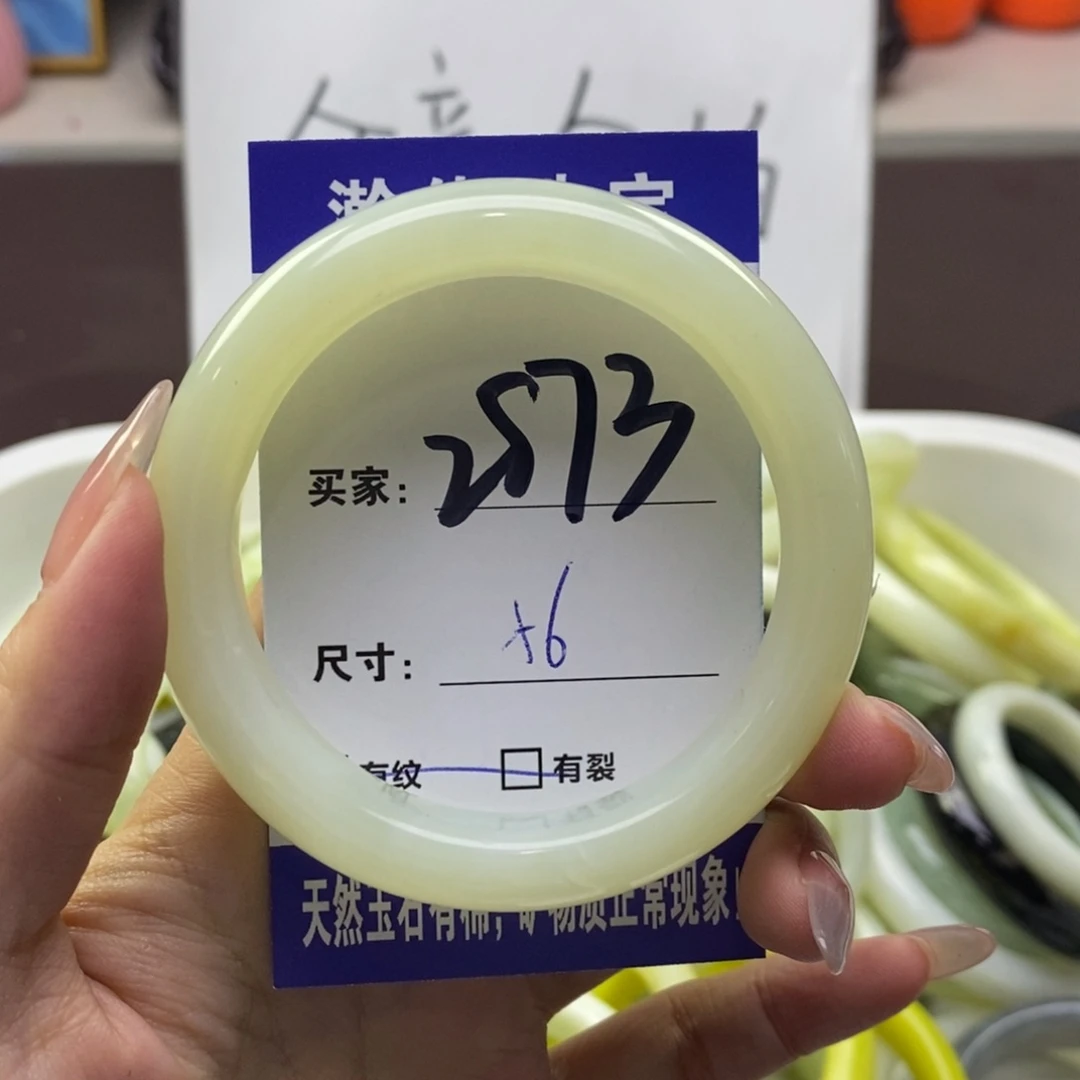 买家: 2573
尺寸: +6
有纹 □有裂
天然玉石有棉，矿物质正常现象！